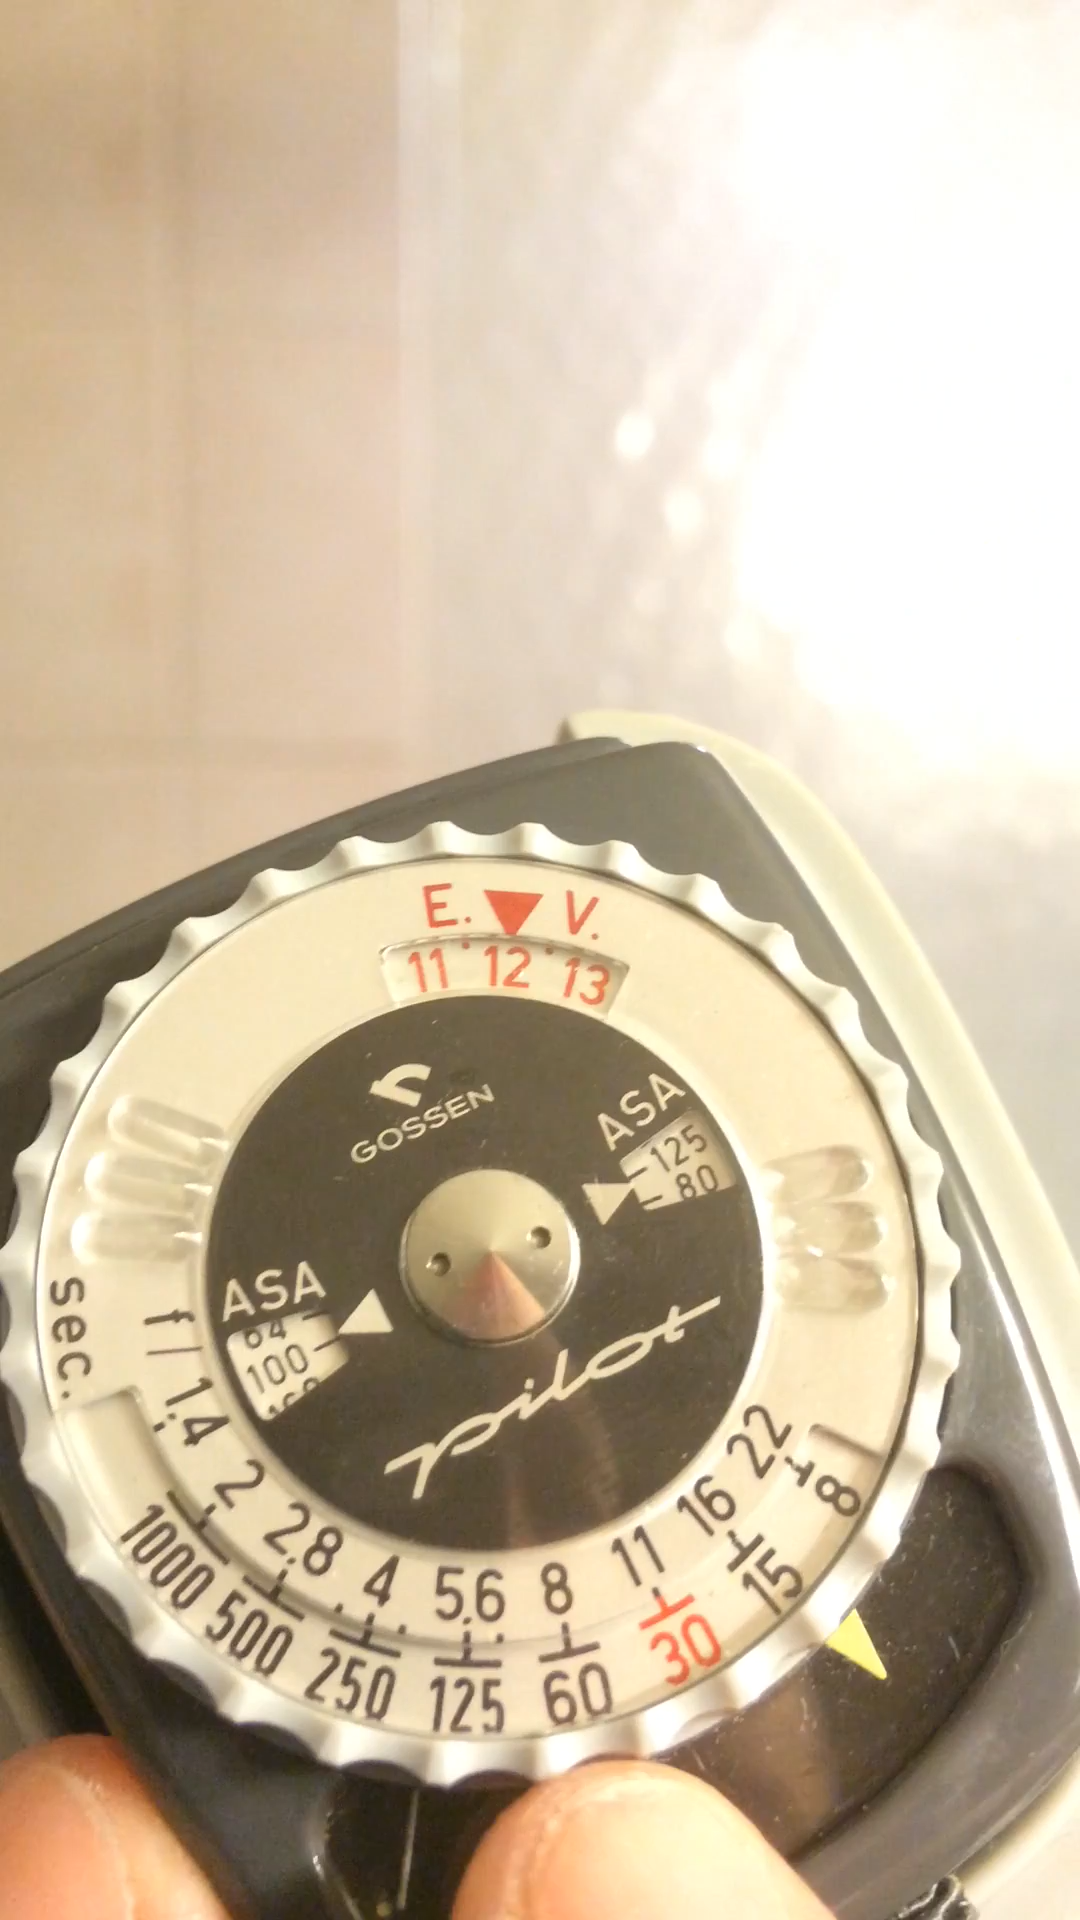 E. V.
11 12 13
GOSSEN
ASA
125
80
ASA
64
100
160
pilot
sec.
f/ 1.4 2 2.8 4 5.6 8 11 16 22
1000 500 250 125 60 30 15 8